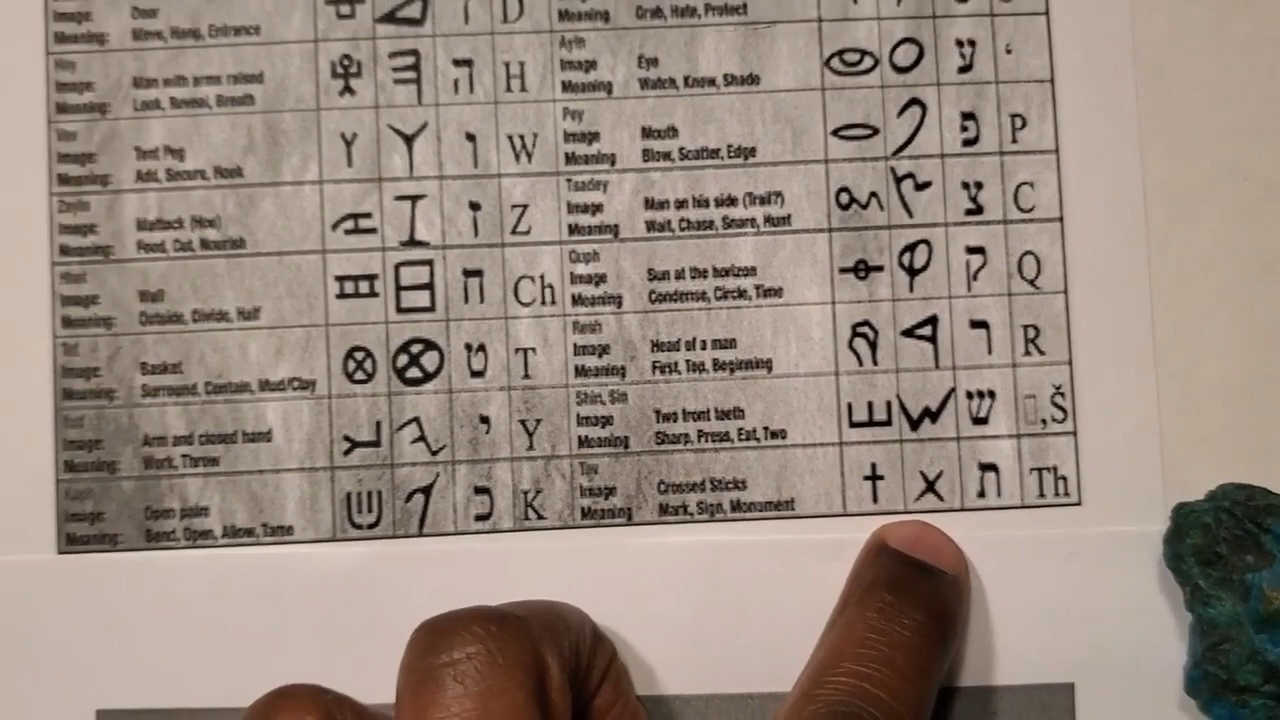 Image: Door D
Meaning: Move, Hang, Entrance
Hey
Image: Man with arms raised ה H
Meaning: Look, Reveal, Breath
Vav
Image: Tent Peg ו W
Meaning: Add, Secure, Hook
Zayin
Image: Mattock (Hoe) ז Z
Meaning: Food, Cut, Nourish
Image: Wall ח Ch
Meaning: Outside, Divide, Half
Tet
Image: Basket ט T
Meaning: Surround, Contain, Mud/Clay
Image: Arm and closed hand י Y
Meaning: Work, Throw
Kaph
Image: Open palm כ K
Meaning: Bend, Open, Allow, Tame
Meaning Grab, Hate, Protect
Ayin
Image Eye ע ʿ
Meaning Watch, Know, Shade
Pey
Image Mouth פ P
Meaning Blow, Scatter, Edge
Tsadey
Image Man on his side (Trail?) צ C
Meaning Wait, Chase, Snare, Hunt
Quph
Image Sun at the horizon ק Q
Meaning Condense, Circle, Time
Resh
Image Head of a man ר R
Meaning First, Top, Beginning
Shin, Sin
Image Two front teeth ש ,Š
Meaning Sharp, Press, Eat, Two
Tav
Image Crossed Sticks ת Th
Meaning Mark, Sign, Monument